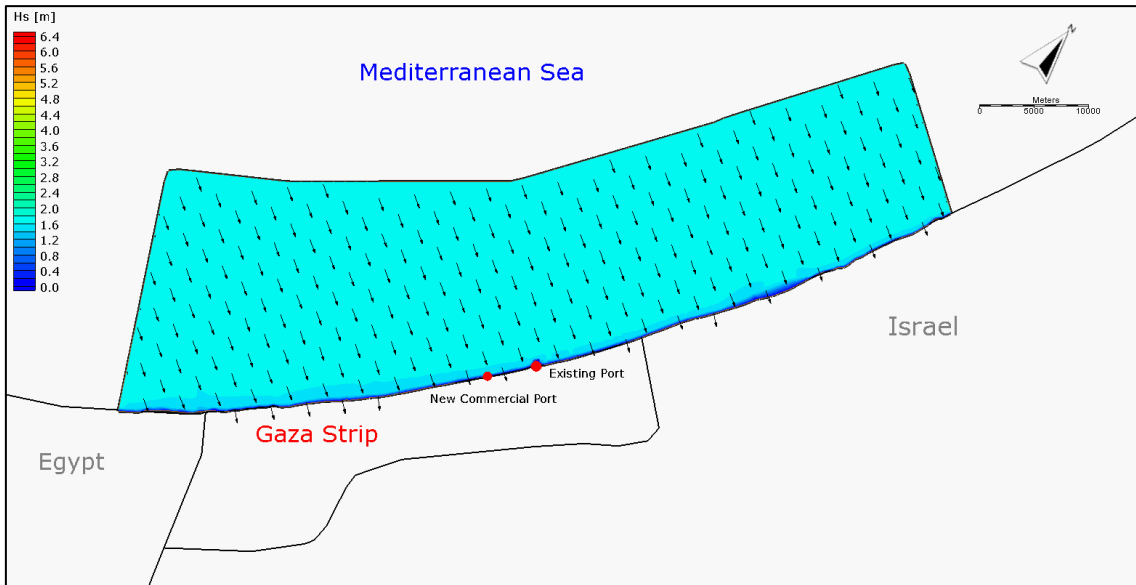 Hs [m]
6.4
6.0
5.6
5.2
4.8
4.4
4.0
3.6
3.2
2.8
2.4
2.0
1.6
1.2
0.8
0.4
0.0
Mediterranean Sea
N
Meters
0 5000 10000
Israel
Existing Port
New Commercial Port
Gaza Strip
Egypt